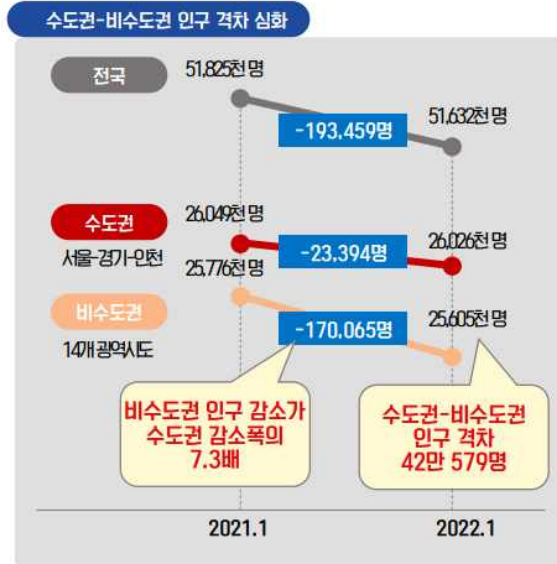 수도권-비수도권 인구 격차 심화
전국
51,825천 명
51,632천 명
-193,459명
수도권
서울-경기-인천
26,049천 명
26,026천 명
-23,394명
비수도권
14개 광역시도
25,776천 명
25,605천 명
-170,065명
비수도권 인구 감소가
수도권 감소폭의
7.3배
수도권-비수도권
인구 격차
42만 579명
2021.1
2022.1